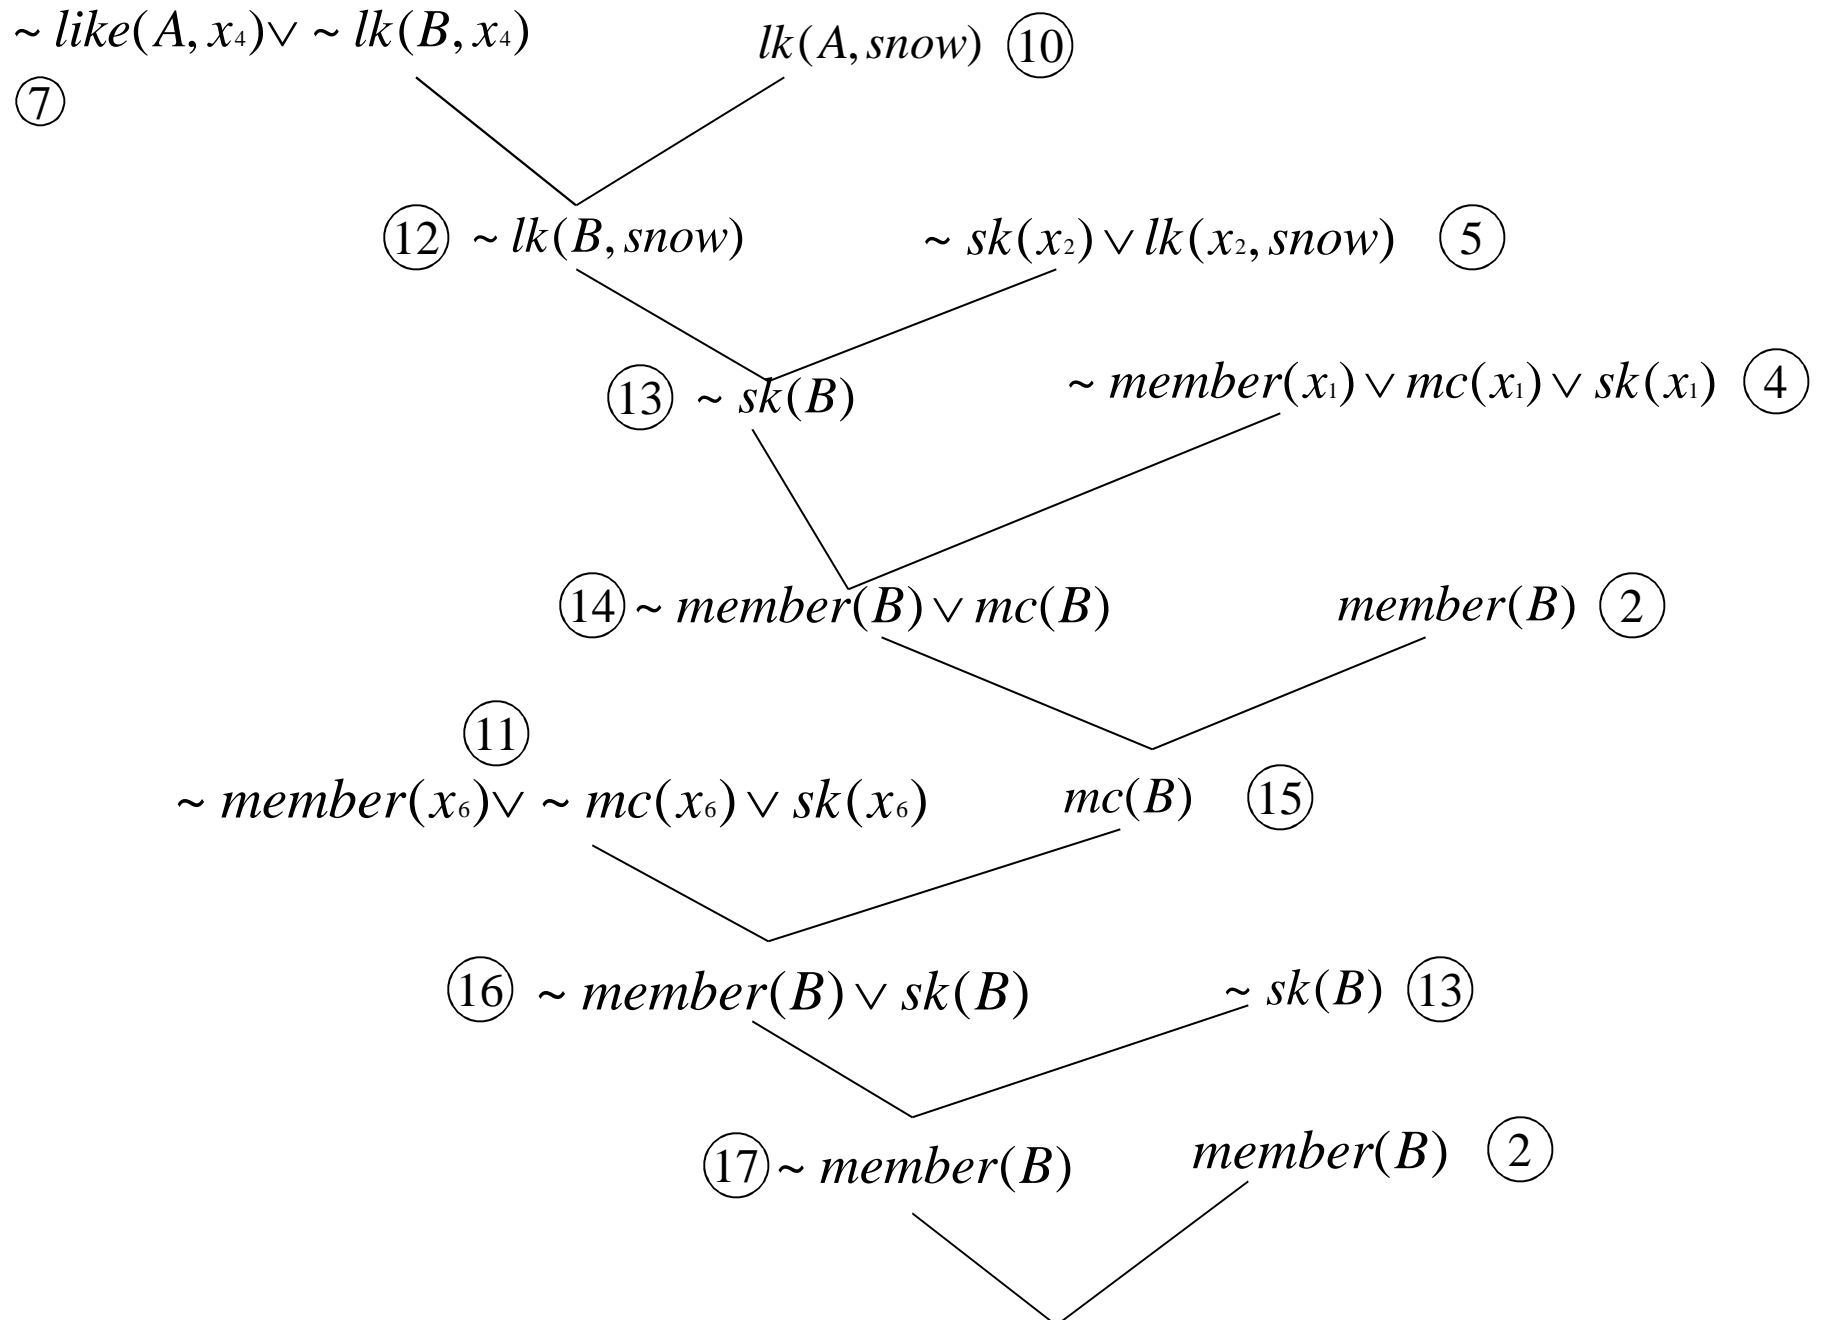 ~ like(A, x₄)∨ ~ lk(B, x₄) lk(A, snow) ⑩
⑦
⑫ ~ lk(B, snow) ~ sk(x₂) ∨ lk(x₂, snow) ⑤
~ member(x₁) ∨ mc(x₁) ∨ sk(x₁) ④
⑬ ~ sk(B)
⑭ ~ member(B) ∨ mc(B) member(B) ②
⑪
~ member(x₆)∨ ~ mc(x₆) ∨ sk(x₆) mc(B) ⑮
⑯ ~ member(B) ∨ sk(B) ~ sk(B) ⑬
⑰ ~ member(B) member(B) ②